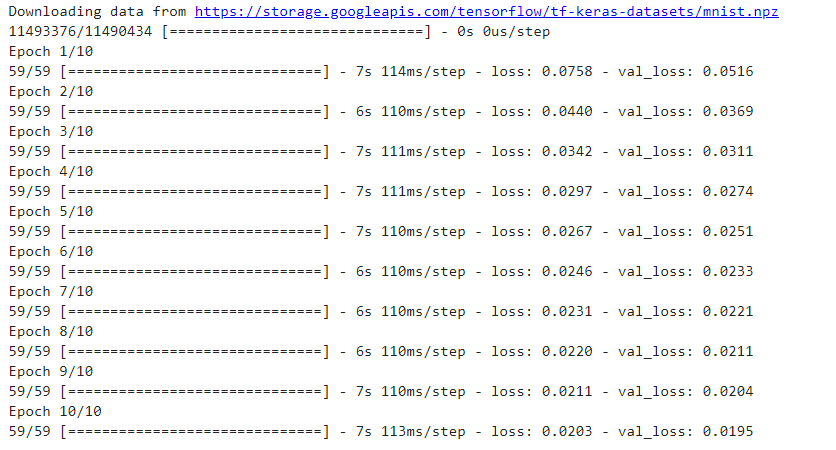 Downloading data from https://storage.googleapis.com/tensorflow/tf-keras-datasets/mnist.npz
11493376/11490434 [==============================] - 0s 0us/step
Epoch 1/10
59/59 [==============================] - 7s 114ms/step - loss: 0.0758 - val_loss: 0.0516
Epoch 2/10
59/59 [==============================] - 6s 110ms/step - loss: 0.0440 - val_loss: 0.0369
Epoch 3/10
59/59 [==============================] - 7s 111ms/step - loss: 0.0342 - val_loss: 0.0311
Epoch 4/10
59/59 [==============================] - 7s 111ms/step - loss: 0.0297 - val_loss: 0.0274
Epoch 5/10
59/59 [==============================] - 7s 110ms/step - loss: 0.0267 - val_loss: 0.0251
Epoch 6/10
59/59 [==============================] - 6s 110ms/step - loss: 0.0246 - val_loss: 0.0233
Epoch 7/10
59/59 [==============================] - 6s 110ms/step - loss: 0.0231 - val_loss: 0.0221
Epoch 8/10
59/59 [==============================] - 6s 110ms/step - loss: 0.0220 - val_loss: 0.0211
Epoch 9/10
59/59 [==============================] - 7s 110ms/step - loss: 0.0211 - val_loss: 0.0204
Epoch 10/10
59/59 [==============================] - 7s 113ms/step - loss: 0.0203 - val_loss: 0.0195